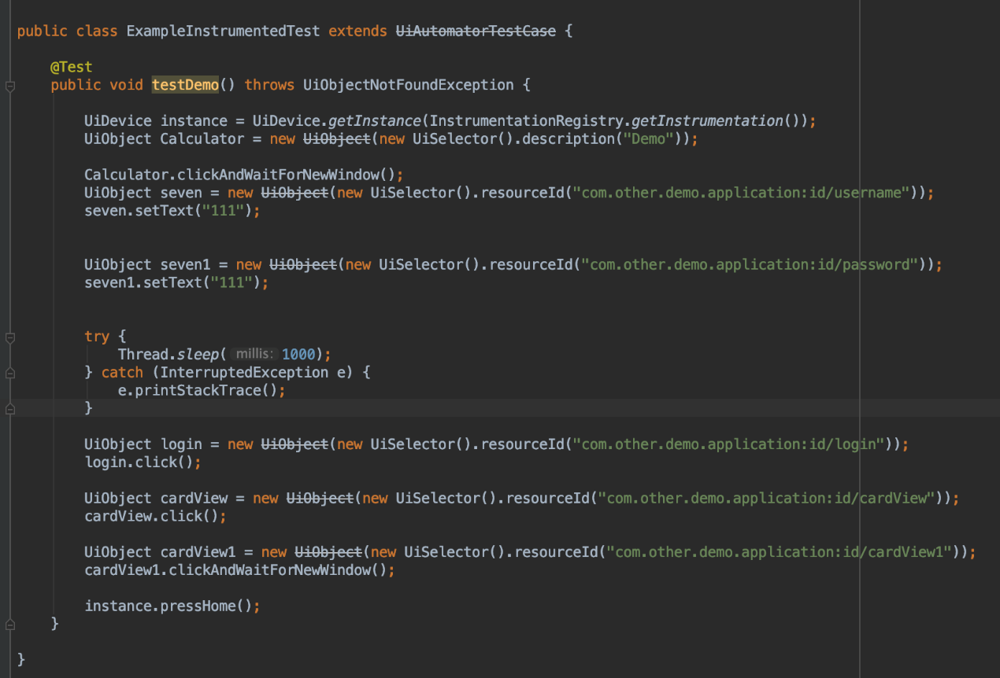 public class ExampleInstrumentedTest extends UiAutomatorTestCase {
@Test
public void testDemo() throws UiObjectNotFoundException {
UiDevice instance = UiDevice.getInstance(InstrumentationRegistry.getInstrumentation());
UiObject Calculator = new UiObject(new UiSelector().description("Demo"));
Calculator.clickAndWaitForNewWindow();
UiObject seven = new UiObject(new UiSelector().resourceId("com.other.demo.application:id/username"));
seven.setText("111");
UiObject seven1 = new UiObject(new UiSelector().resourceId("com.other.demo.application:id/password"));
seven1.setText("111");
try {
Thread.sleep( millis: 1000);
} catch (InterruptedException e) {
e.printStackTrace();
}
UiObject login = new UiObject(new UiSelector().resourceId("com.other.demo.application:id/login"));
login.click();
UiObject cardView = new UiObject(new UiSelector().resourceId("com.other.demo.application:id/cardView"));
cardView.click();
UiObject cardView1 = new UiObject(new UiSelector().resourceId("com.other.demo.application:id/cardView1"));
cardView1.clickAndWaitForNewWindow();
instance.pressHome();
}
}